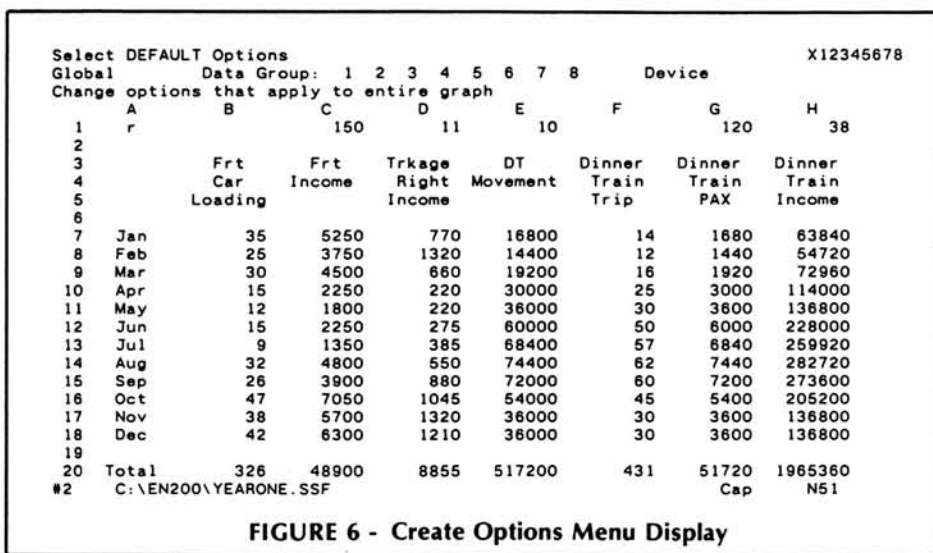 Select DEFAULT Options X12345678
Global Data Group: 1 2 3 4 5 6 7 8 Device
Change options that apply to entire graph
A B C D E F G H
1 r 150 11 10 120 38
2
3 Frt Frt Trkage DT Dinner Dinner Dinner
4 Car Income Right Movement Train Train Train
5 Loading Income Trip PAX Income
6
7 Jan 35 5250 770 16800 14 1680 63840
8 Feb 25 3750 1320 14400 12 1440 54720
9 Mar 30 4500 660 19200 16 1920 72960
10 Apr 15 2250 220 30000 25 3000 114000
11 May 12 1800 220 36000 30 3600 136800
12 Jun 15 2250 275 60000 50 6000 228000
13 Jul 9 1350 385 68400 57 6840 259920
14 Aug 32 4800 550 74400 62 7440 282720
15 Sep 26 3900 880 72000 60 7200 273600
16 Oct 47 7050 1045 54000 45 5400 205200
17 Nov 38 5700 1320 36000 30 3600 136800
18 Dec 42 6300 1210 36000 30 3600 136800
19
20 Total 326 48900 8855 517200 431 51720 1965360
#2 C:\EN200\YEARONE.SSF Cap N51
FIGURE 6 - Create Options Menu Display